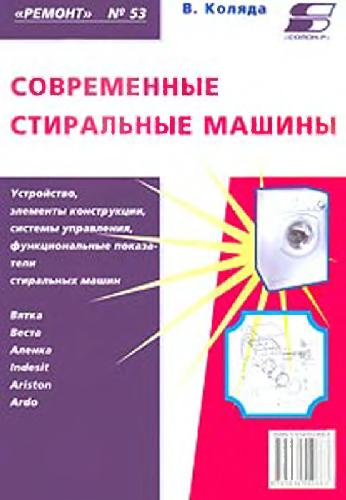 «РЕМОНТ» № 53
В. Коляда
«СОЛОН-Р»
СОВРЕМЕННЫЕ
СТИРАЛЬНЫЕ МАШИНЫ
Устройство,
элементы конструкции,
системы управления,
функциональные показа-
тели
стиральных машин
Вятка
Веста
Аленка
Indesit
Ariston
Ardo